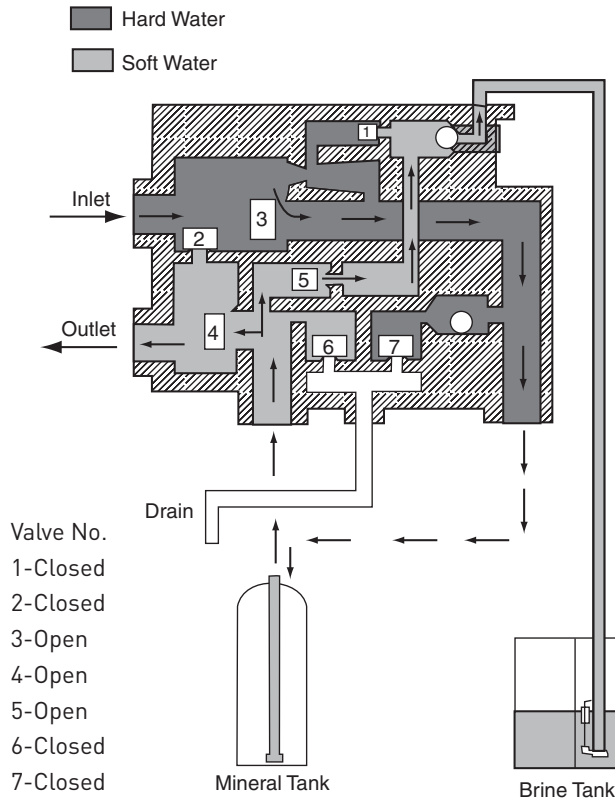 Hard Water
Soft Water
1
Inlet
3
2
5
Outlet
4
6
7
Drain
Valve No.
1-Closed
2-Closed
3-Open
4-Open
5-Open
6-Closed
7-Closed
Mineral Tank
Brine Tank